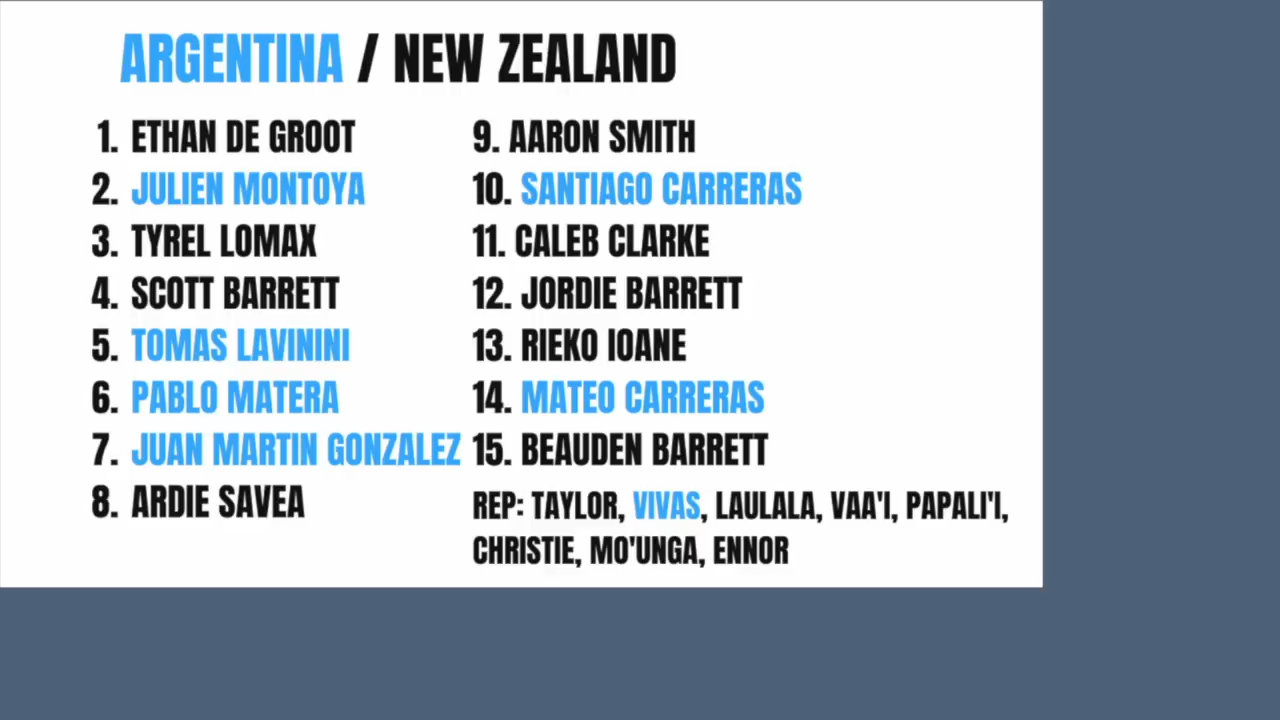 ARGENTINA / NEW ZEALAND
1. ETHAN DE GROOT
2. JULIEN MONTOYA
3. TYREL LOMAX
4. SCOTT BARRETT
5. TOMAS LAVININI
6. PABLO MATERA
7. JUAN MARTIN GONZALEZ
8. ARDIE SAVEA
9. AARON SMITH
10. SANTIAGO CARRERAS
11. CALEB CLARKE
12. JORDIE BARRETT
13. RIEKO IOANE
14. MATEO CARRERAS
15. BEAUDEN BARRETT
REP: TAYLOR, VIVAS, LAULALA, VAA'I, PAPALI'I,
CHRISTIE, MO'UNGA, ENNOR